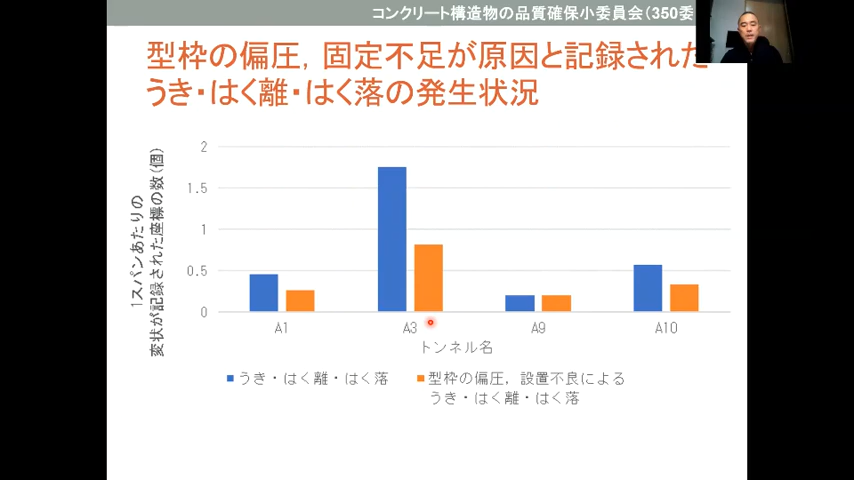 コンクリート構造物の品質確保小委員会(350委
型枠の偏圧，固定不足が原因と記録された
うき・はく離・はく落の発生状況
1スパンあたりの
変状が記録された座標の数(個)
2
1.5
1
0.5
0
A1
A3
A9
A10
トンネル名
うき・はく離・はく落
型枠の偏圧，設置不良による
うき・はく離・はく落